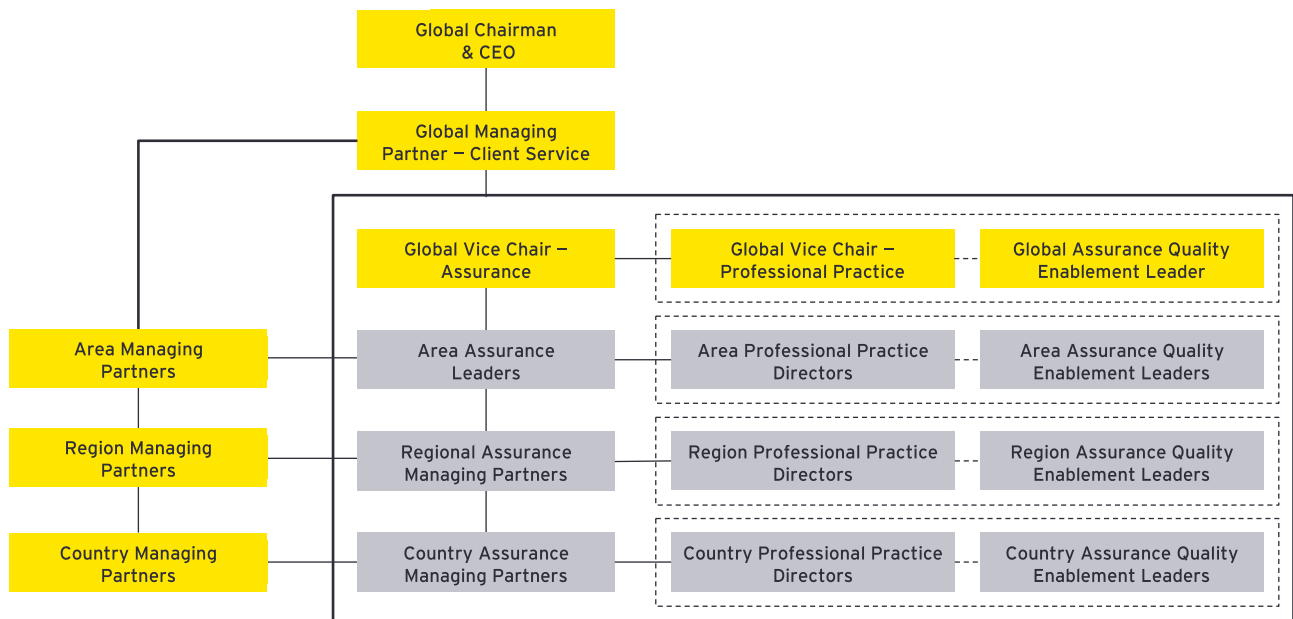 Global Chairman
& CEO
Global Managing
Partner – Client Service
Global Vice Chair –
Assurance
Global Vice Chair –
Professional Practice
Global Assurance Quality
Enablement Leader
Area Managing
Partners
Area Assurance
Leaders
Area Professional Practice
Directors
Area Assurance Quality
Enablement Leaders
Region Managing
Partners
Regional Assurance
Managing Partners
Region Professional Practice
Directors
Region Assurance Quality
Enablement Leaders
Country Managing
Partners
Country Assurance
Managing Partners
Country Professional Practice
Directors
Country Assurance Quality
Enablement Leaders